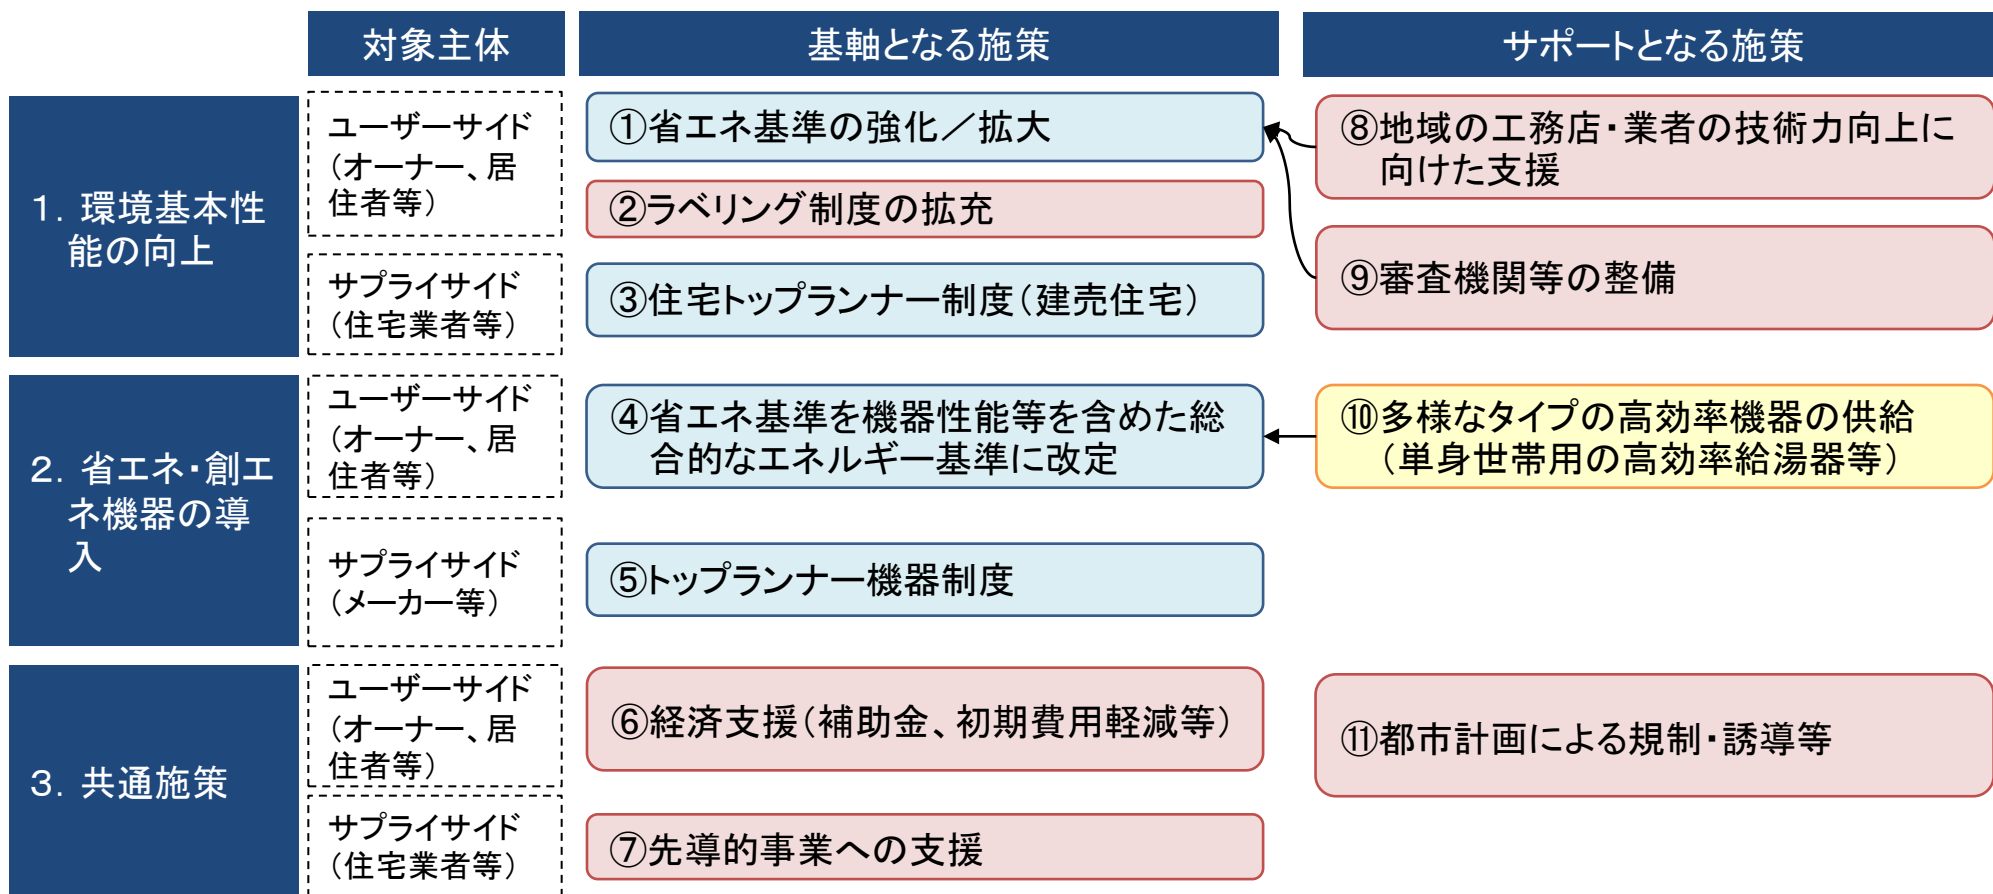 対象主体
基軸となる施策
サポートとなる施策
1．環境基本性
能の向上
ユーザーサイド
（オーナー、居
住者等）
①省エネ基準の強化／拡大
②ラベリング制度の拡充
⑧地域の工務店・業者の技術力向上に
向けた支援
サプライサイド
（住宅業者等）
③住宅トップランナー制度（建売住宅）
⑨審査機関等の整備
2．省エネ・創エ
ネ機器の導
入
ユーザーサイド
（オーナー、居
住者等）
④省エネ基準を機器性能等を含めた総
合的なエネルギー基準に改定
⑩多様なタイプの高効率機器の供給
（単身世帯用の高効率給湯器等）
サプライサイド
（メーカー等）
⑤トップランナー機器制度
3．共通施策
ユーザーサイド
（オーナー、居
住者等）
⑥経済支援（補助金、初期費用軽減等）
⑪都市計画による規制・誘導等
サプライサイド
（住宅業者等）
⑦先導的事業への支援